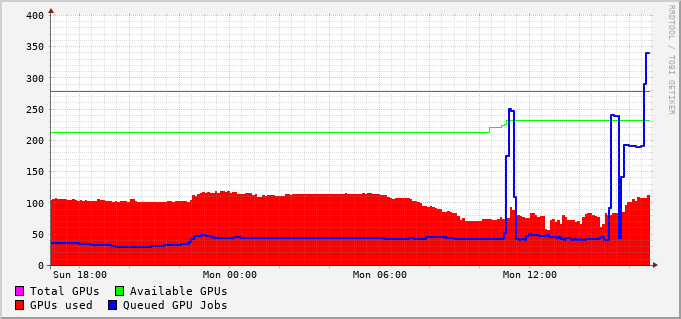 400
350
300
250
200
150
100
50
0
Sun 18:00 Mon 00:00 Mon 06:00 Mon 12:00
Total GPUs Available GPUs
GPUs used Queued GPU Jobs
RRDTOOL / TOBI OETIKER